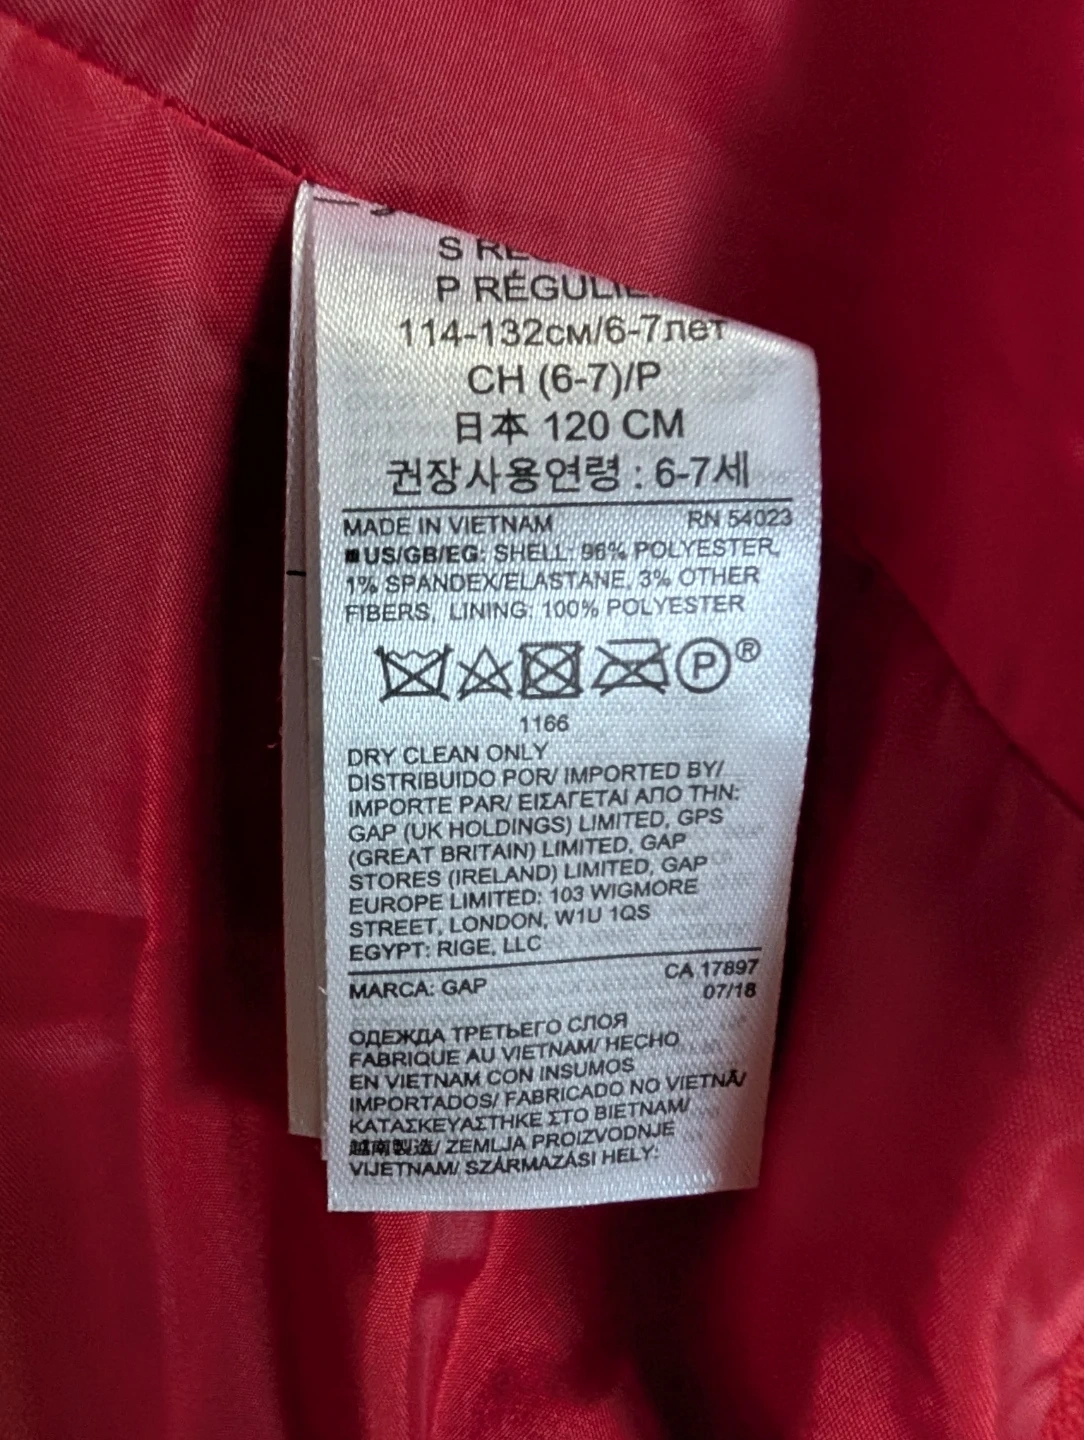 S RE
P RÉGULIE
114-132см/6-7лет
CH (6-7)/P
日本 120 CM
권장사용연령 : 6-7세
MADE IN VIETNAM RN 54023
■US/GB/EG: SHELL: 96% POLYESTER,
1% SPANDEX/ELASTANE, 3% OTHER
FIBERS, LINING: 100% POLYESTER
P ®
1166
DRY CLEAN ONLY
DISTRIBUIDO POR/ IMPORTED BY/
IMPORTE PAR/ ΕΙΣΑΓΕΤΑΙ ΑΠΟ ΤΗΝ:
GAP (UK HOLDINGS) LIMITED, GPS
(GREAT BRITAIN) LIMITED, GAP
STORES (IRELAND) LIMITED, GAP
EUROPE LIMITED: 103 WIGMORE
STREET, LONDON, W1U 1QS
EGYPT: RIGE, LLC
MARCA: GAP CA 17897
07/18
ОДЕЖДА ТРЕТЬЕГО СЛОЯ
FABRIQUE AU VIETNAM/ HECHO
EN VIETNAM CON INSUMOS
IMPORTADOS/ FABRICADO NO VIETNÃ/
ΚΑΤΑΣΚΕΥΑΣΤΗΚΕ ΣΤΟ ΒΙΕΤΝΑΜ/
越南製造/ ZEMLJA PROIZVODNJE
VIJETNAM/ SZÁRMAZÁSI HELY: